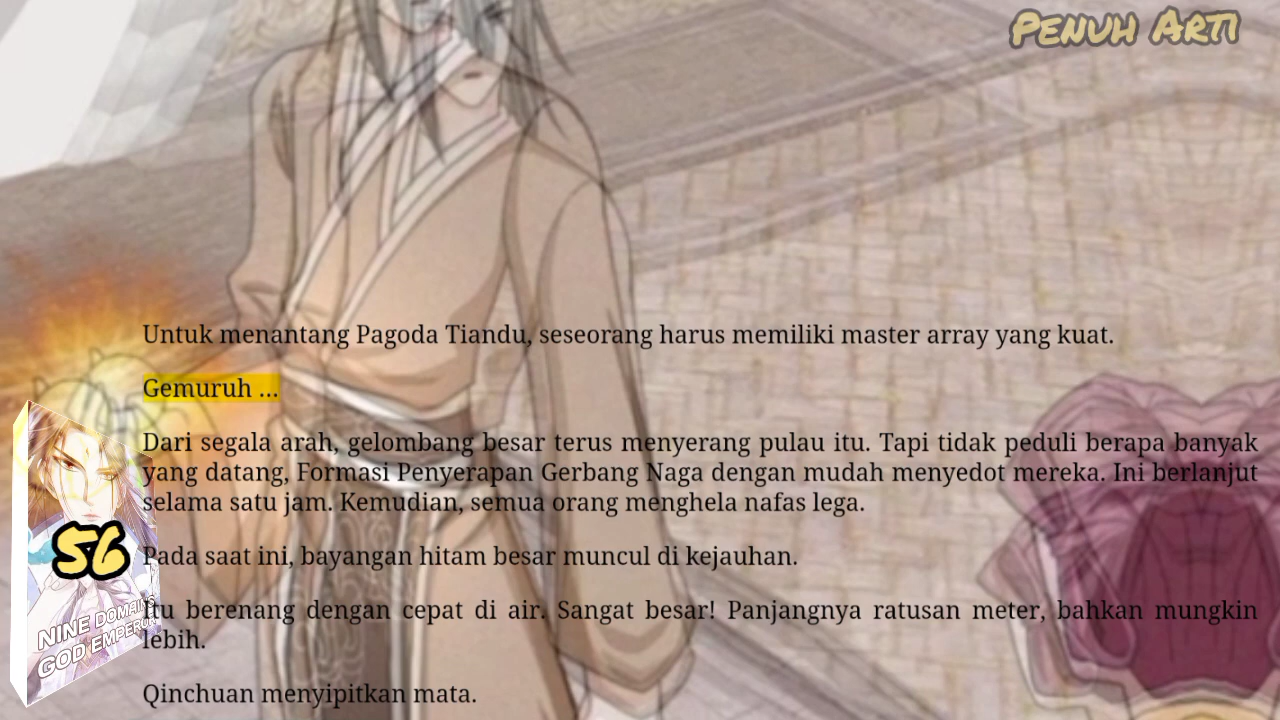 Penuh Arti
Untuk menantang Pagoda Tiandu, seseorang harus memiliki master array yang kuat.
Gemuruh ...
Dari segala arah, gelombang besar terus menyerang pulau itu. Tapi tidak peduli berapa banyak
yang datang, Formasi Penyerapan Gerbang Naga dengan mudah menyedot mereka. Ini berlanjut
selama satu jam. Kemudian, semua orang menghela nafas lega.
Pada saat ini, bayangan hitam besar muncul di kejauhan.
Itu berenang dengan cepat di air. Sangat besar! Panjangnya ratusan meter, bahkan mungkin
lebih.
Qinchuan menyipitkan mata.
56
NINE DOMAINS
GOD EMPEROR